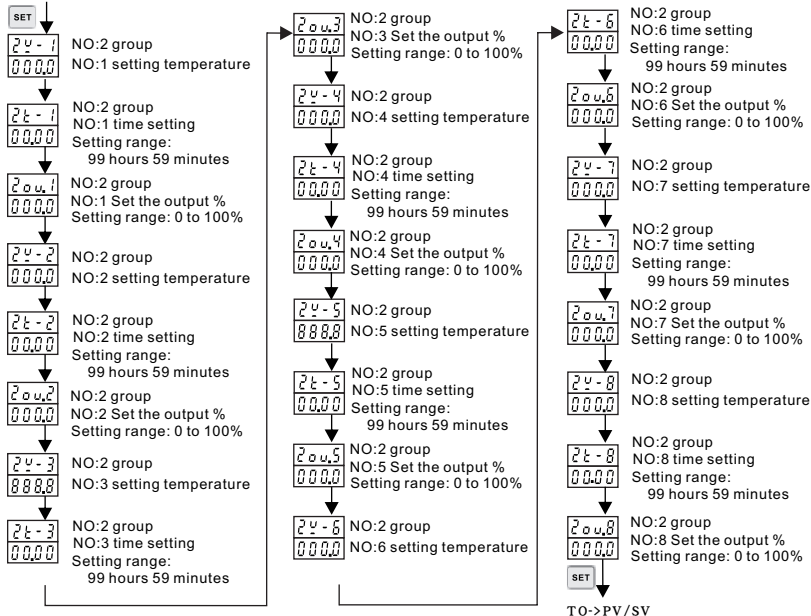 SET
2y-1
NO:2 group
000.0
NO:1 setting temperature
2t-1
NO:2 group
NO:1 time setting
00.00
Setting range:
99 hours 59 minutes
2ou.1
NO:2 group
NO:1 Set the output %
000.0
Setting range: 0 to 100%
2y-2
NO:2 group
000.0
NO:2 setting temperature
2t-2
NO:2 group
NO:2 time setting
00.00
Setting range:
99 hours 59 minutes
2ou.2
NO:2 group
NO:2 Set the output %
000.0
Setting range: 0 to 100%
2y-3
NO:2 group
888.8
NO:3 setting temperature
2t-3
NO:2 group
NO:3 time setting
00.00
Setting range:
99 hours 59 minutes
2ou.3
NO:2 group
NO:3 Set the output %
000.0
Setting range: 0 to 100%
2y-4
NO:2 group
000.0
NO:4 setting temperature
2t-4
NO:2 group
NO:4 time setting
00.00
Setting range:
99 hours 59 minutes
2ou.4
NO:2 group
NO:4 Set the output %
000.0
Setting range: 0 to 100%
2y-5
NO:2 group
888.8
NO:5 setting temperature
2t-5
NO:2 group
NO:5 time setting
00.00
Setting range:
99 hours 59 minutes
2ou.5
NO:2 group
NO:5 Set the output %
000.0
Setting range: 0 to 100%
2y-6
NO:2 group
000.0
NO:6 setting temperature
2t-6
NO:2 group
NO:6 time setting
00.00
Setting range:
99 hours 59 minutes
2ou.6
NO:2 group
NO:6 Set the output %
000.0
Setting range: 0 to 100%
2y-7
NO:2 group
000.0
NO:7 setting temperature
2t-7
NO:2 group
NO:7 time setting
00.00
Setting range:
99 hours 59 minutes
2ou.7
NO:2 group
NO:7 Set the output %
000.0
Setting range: 0 to 100%
2y-8
NO:2 group
000.0
NO:8 setting temperature
2t-8
NO:2 group
NO:8 time setting
00.00
Setting range:
99 hours 59 minutes
2ou.8
NO:2 group
NO:8 Set the output %
000.0
Setting range: 0 to 100%
SET
TO->PV/SV